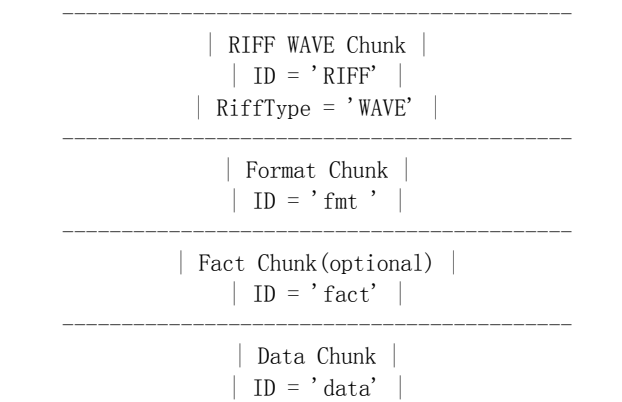 -------------------------------------------
| RIFF WAVE Chunk |
| ID = 'RIFF' |
| RiffType = 'WAVE' |
-------------------------------------------
| Format Chunk |
| ID = 'fmt ' |
-------------------------------------------
| Fact Chunk(optional) |
| ID = 'fact' |
-------------------------------------------
| Data Chunk |
| ID = 'data' |